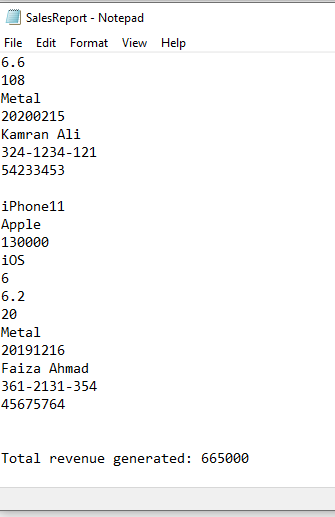 SalesReport - Notepad
File Edit Format View Help
6.6
108
Metal
20200215
Kamran Ali
324-1234-121
54233453
iPhone11
Apple
130000
iOS
6
6.2
20
Metal
20191216
Faiza Ahmad
361-2131-354
45675764
Total revenue generated: 665000